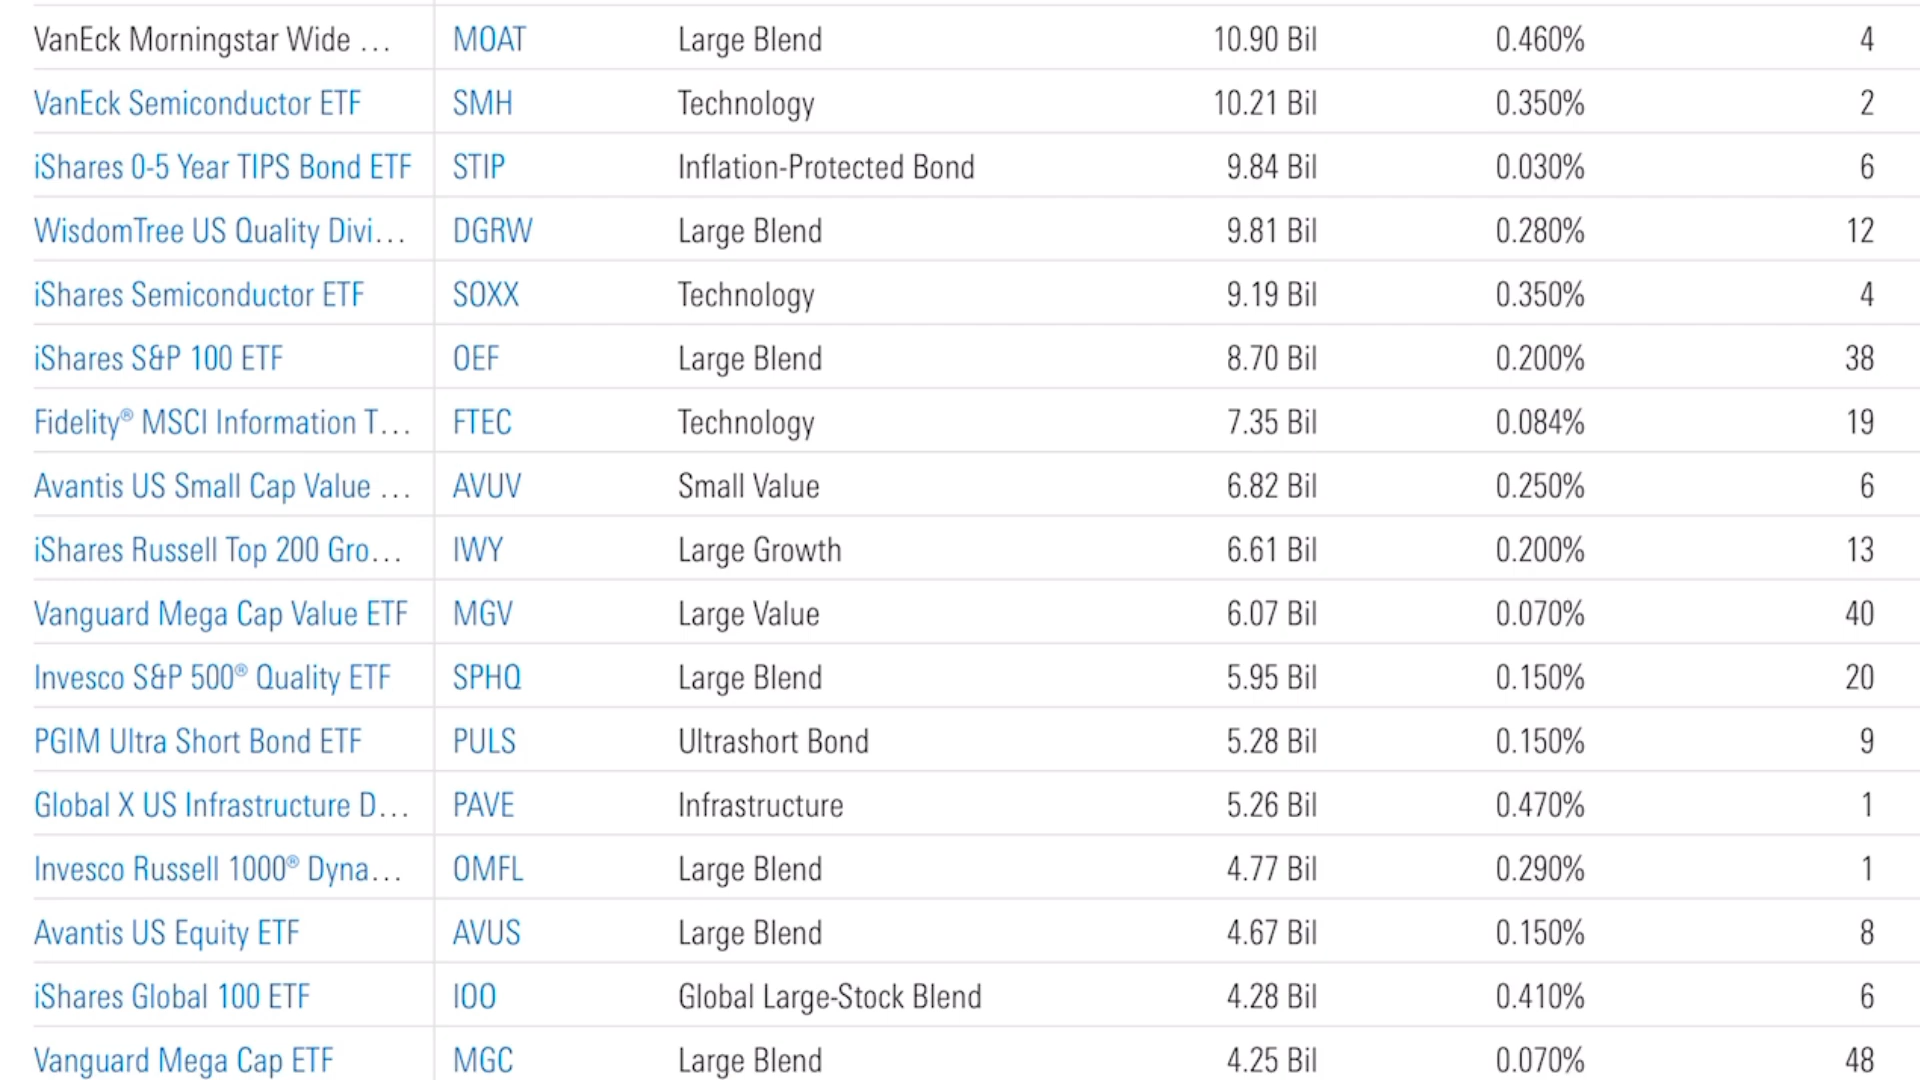 VanEck Morningstar Wide ... MOAT Large Blend 10.90 Bil 0.460% 4
VanEck Semiconductor ETF SMH Technology 10.21 Bil 0.350% 2
iShares 0-5 Year TIPS Bond ETF STIP Inflation-Protected Bond 9.84 Bil 0.030% 6
WisdomTree US Quality Divi... DGRW Large Blend 9.81 Bil 0.280% 12
iShares Semiconductor ETF SOXX Technology 9.19 Bil 0.350% 4
iShares S&P 100 ETF OEF Large Blend 8.70 Bil 0.200% 38
Fidelity® MSCI Information T... FTEC Technology 7.35 Bil 0.084% 19
Avantis US Small Cap Value ... AVUV Small Value 6.82 Bil 0.250% 6
iShares Russell Top 200 Gro... IWY Large Growth 6.61 Bil 0.200% 13
Vanguard Mega Cap Value ETF MGV Large Value 6.07 Bil 0.070% 40
Invesco S&P 500® Quality ETF SPHQ Large Blend 5.95 Bil 0.150% 20
PGIM Ultra Short Bond ETF PULS Ultrashort Bond 5.28 Bil 0.150% 9
Global X US Infrastructure D... PAVE Infrastructure 5.26 Bil 0.470% 1
Invesco Russell 1000® Dyna... OMFL Large Blend 4.77 Bil 0.290% 1
Avantis US Equity ETF AVUS Large Blend 4.67 Bil 0.150% 8
iShares Global 100 ETF IOO Global Large-Stock Blend 4.28 Bil 0.410% 6
Vanguard Mega Cap ETF MGC Large Blend 4.25 Bil 0.070% 48